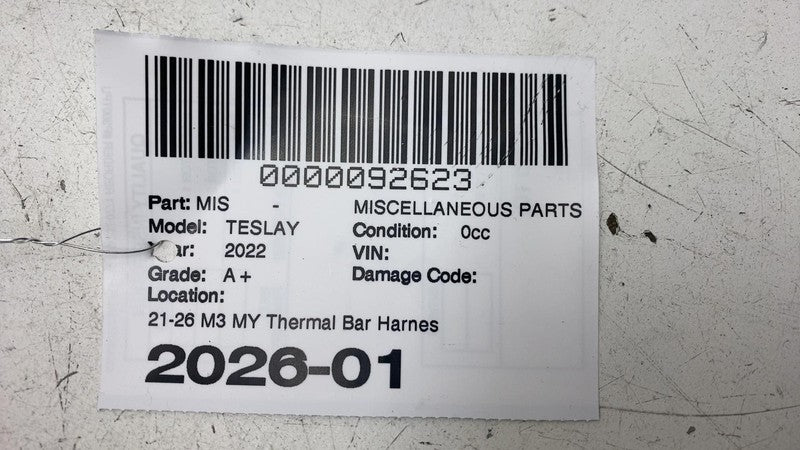 0000092623
Part: MIS - MISCELLANEOUS PARTS
Model: TESLAY Condition: 0cc
ar: 2022 VIN:
Grade: A+ Damage Code:
Location:
21-26 M3 MY Thermal Bar Harnes
2026-01